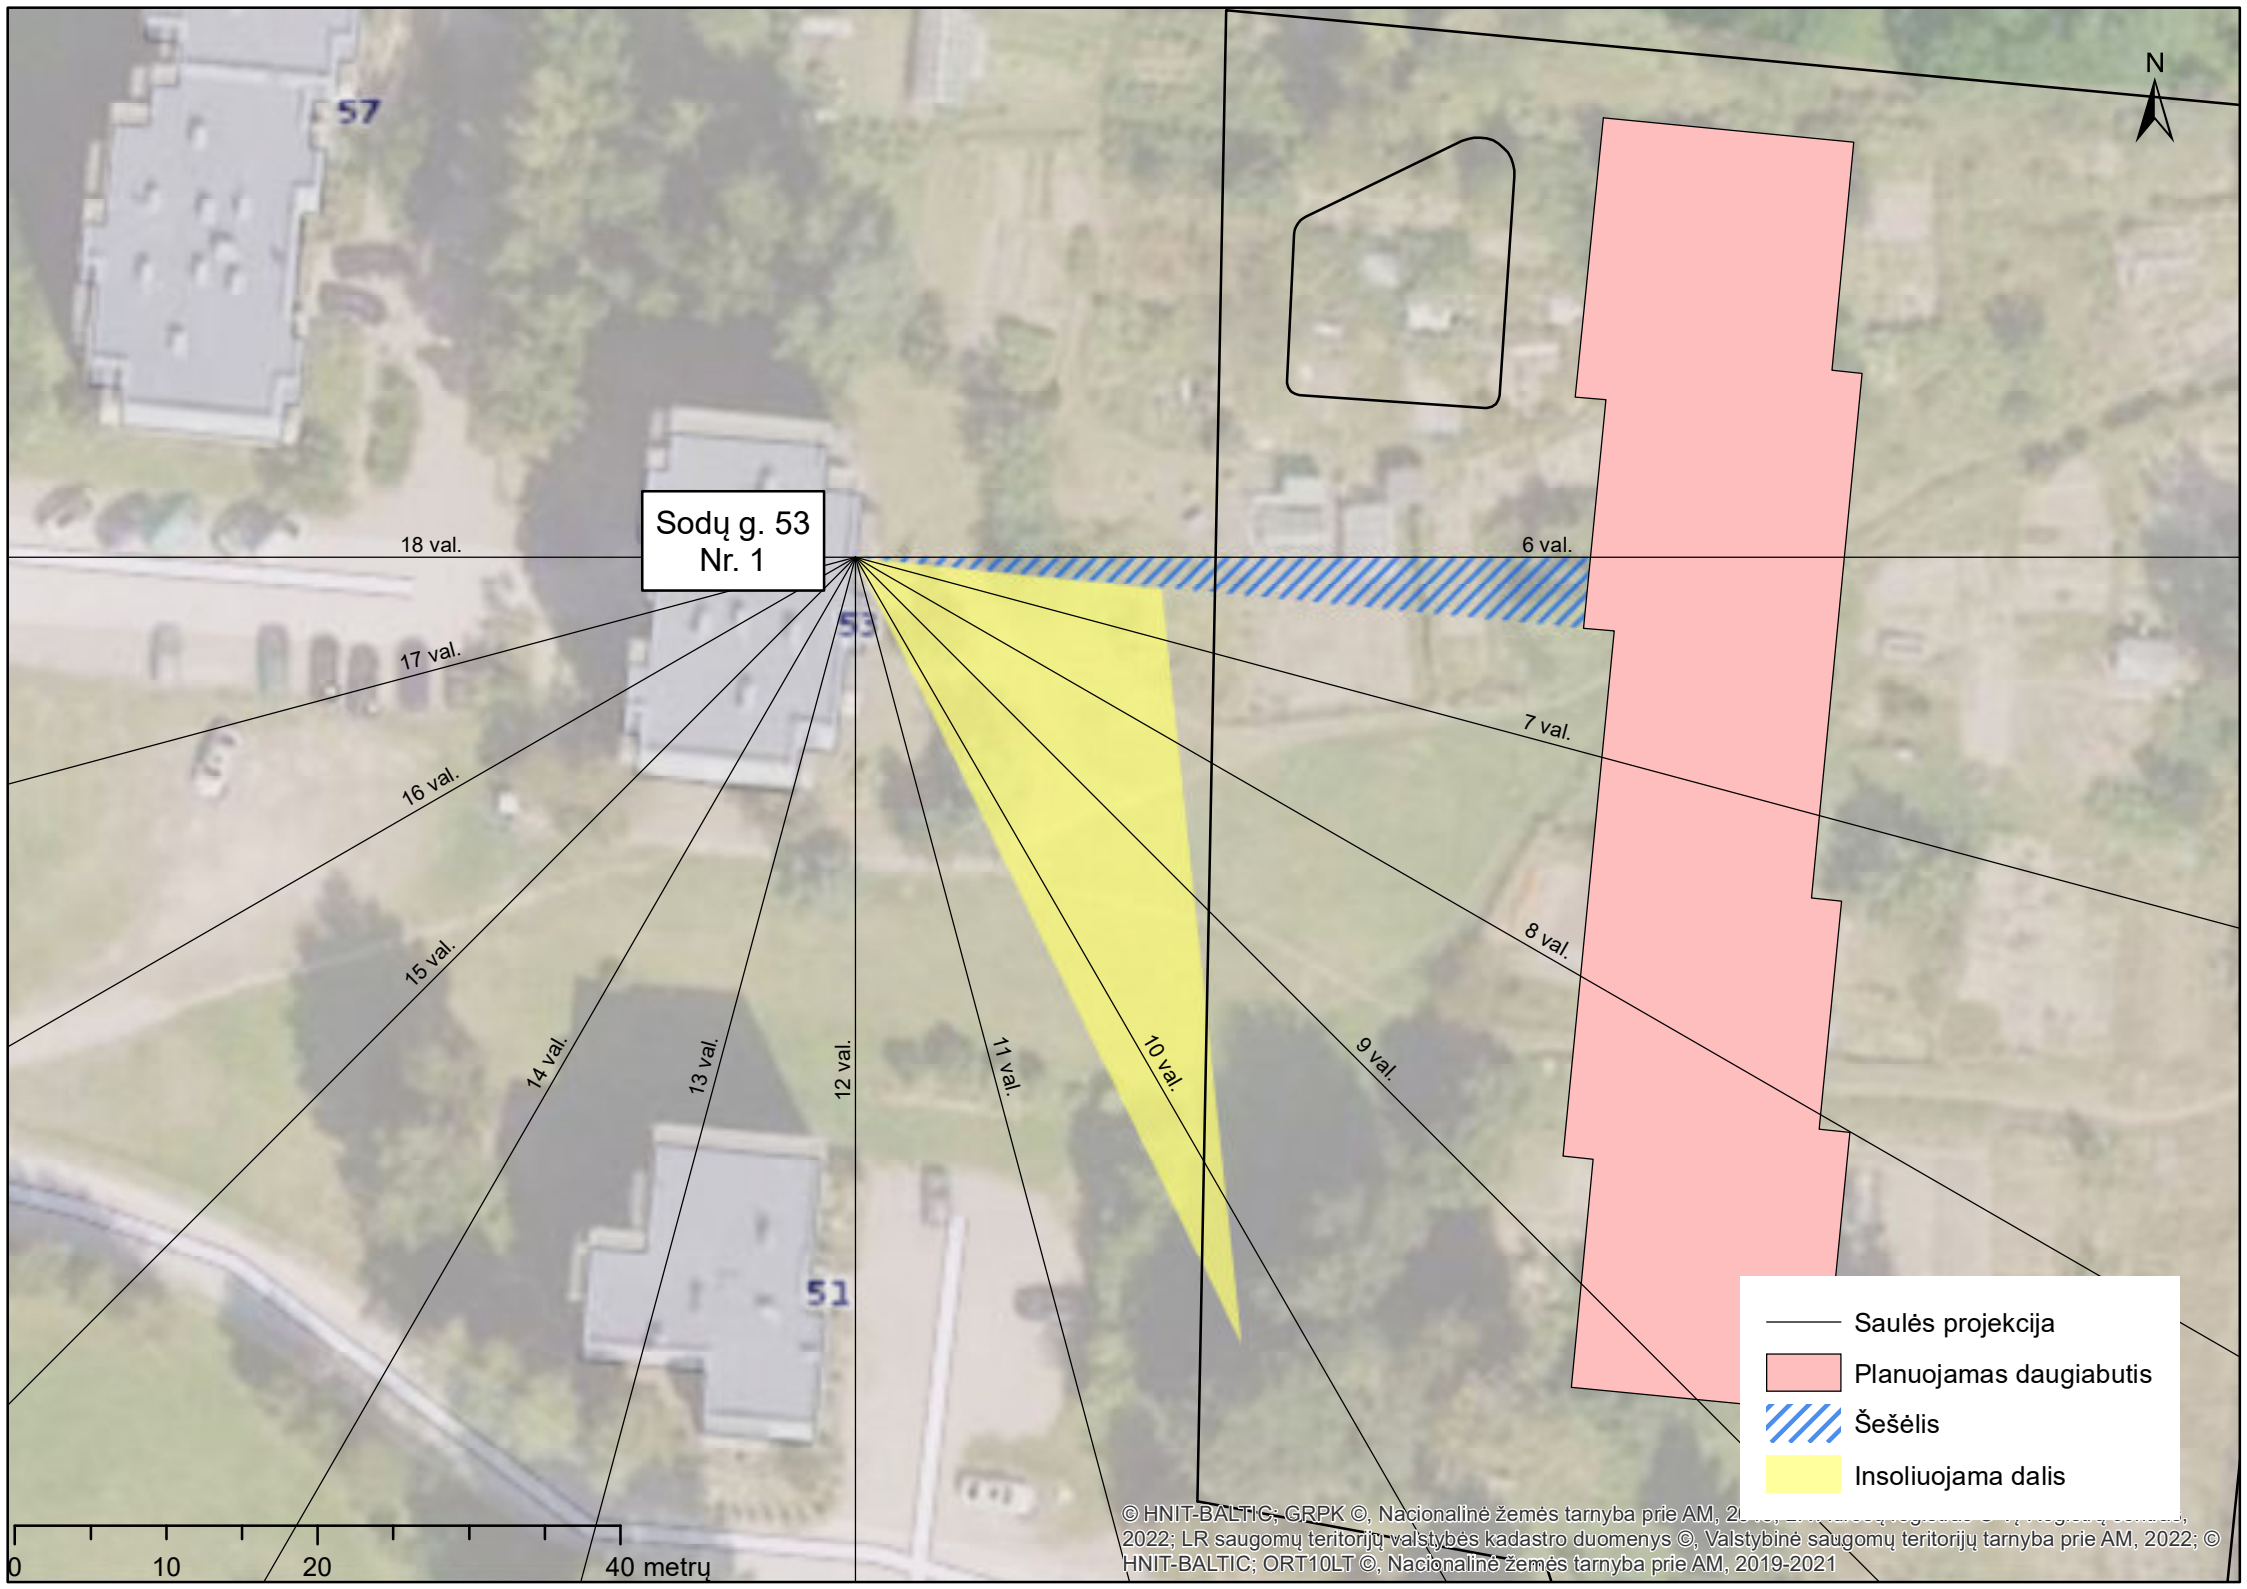 N
57
Sodų g. 53
Nr. 1
18 val.
6 val.
53
17 val.
7 val.
16 val.
8 val.
15 val.
14 val.
13 val.
12 val.
11 val.
10 val.
9 val.
51
Saulės projekcija
Planuojamas daugiabutis
Šešėlis
Insoliuojama dalis
0 10 20 40 metrų
© HNIT-BALTIC; GRPK ©, Nacionalinė žemės tarnyba prie AM,
2022; LR saugomų teritorijų valstybės kadastro duomenys ©, Valstybinė saugomų teritorijų tarnyba prie AM, 2022; ©
HNIT-BALTIC; ORT10LT ©, Nacionalinė žemės tarnyba prie AM, 2019-2021